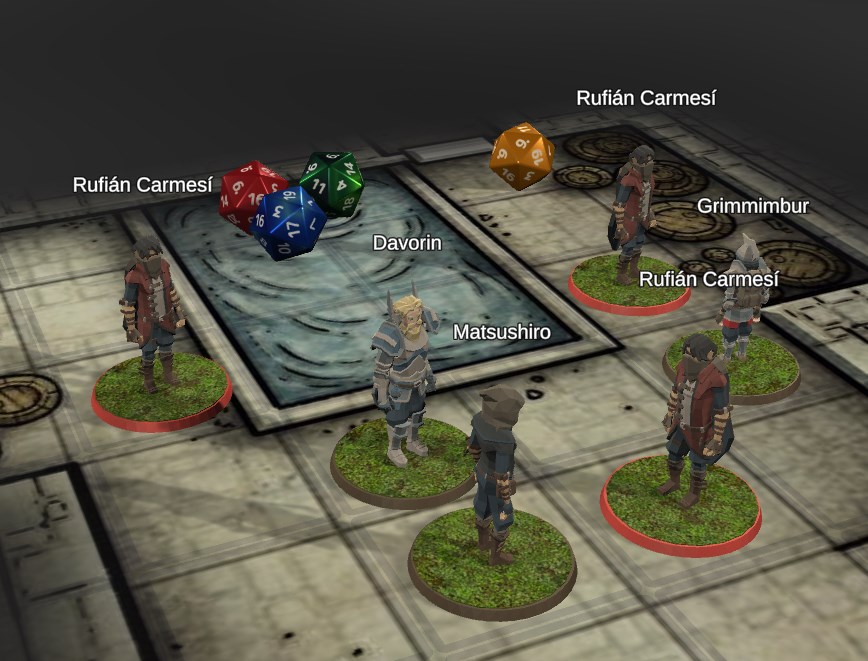 Rufián Carmesí
Rufián Carmesí
Grimmimbur
Davorin
Rufián Carmesí
Matsushiro